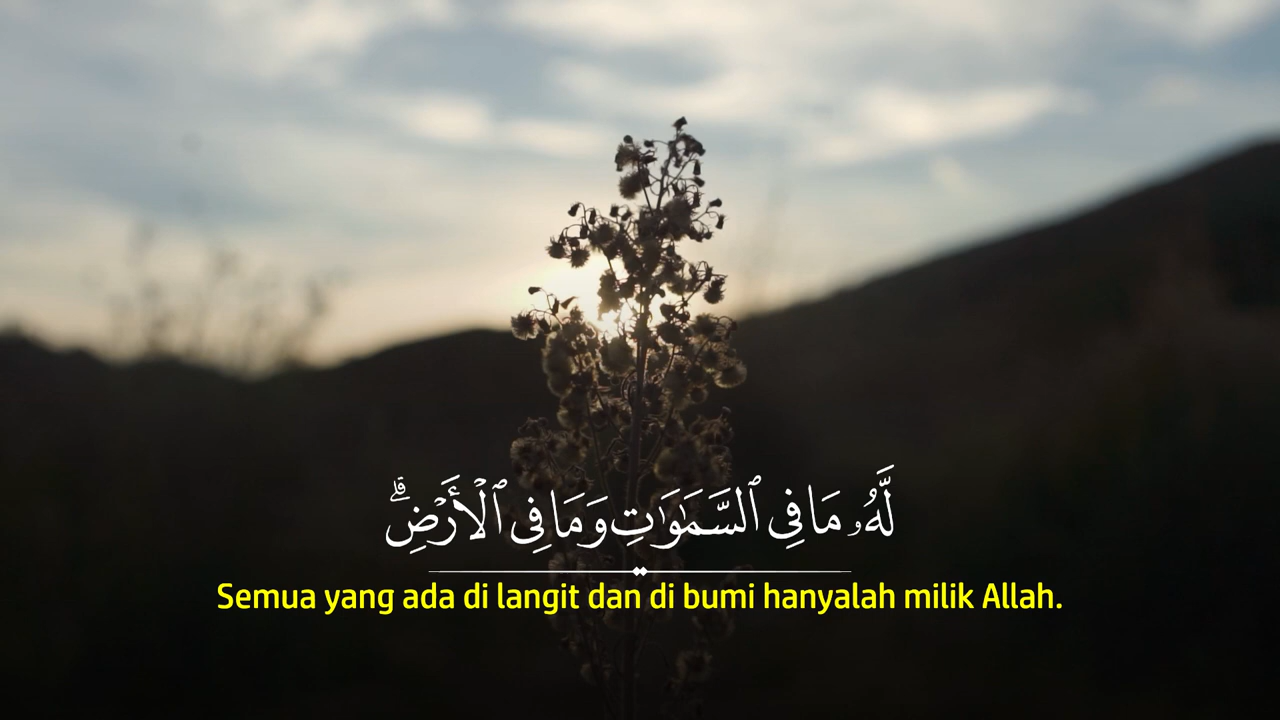 لَّهُۥ مَا فِى ٱلسَّمَـٰوَٰتِ وَمَا فِى ٱلْأَرْضِ ۗ
Semua yang ada di langit dan di bumi hanyalah milik Allah.